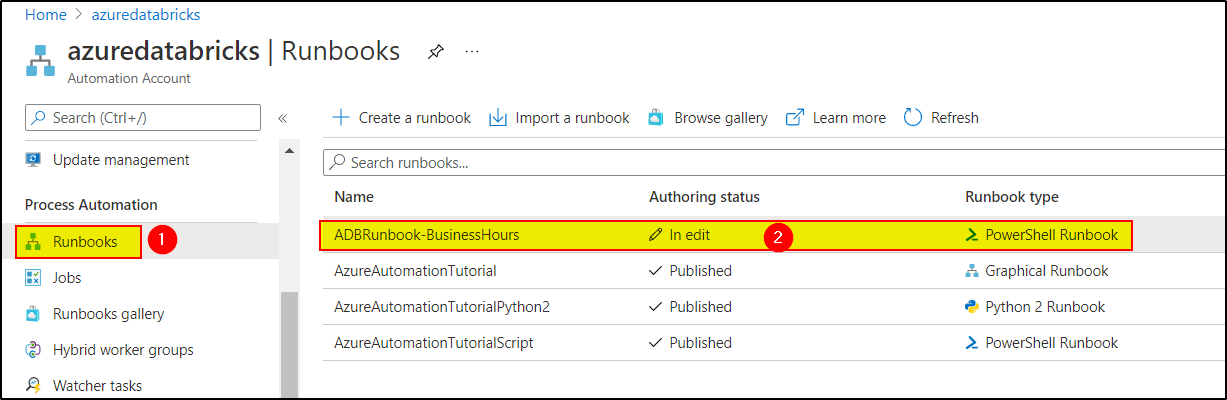 Home > azuredatabricks
azuredatabricks | Runbooks ...
Automation Account
Search (Ctrl+/) «
Update management
Process Automation
Runbooks 1
Jobs
Runbooks gallery
Hybrid worker groups
Watcher tasks
Create a runbook Import a runbook Browse gallery Learn more Refresh
Search runbooks...
Name Authoring status Runbook type
ADBRunbook-BusinessHours In edit 2 PowerShell Runbook
AzureAutomationTutorial Published Graphical Runbook
AzureAutomationTutorialPython2 Published Python 2 Runbook
AzureAutomationTutorialScript Published PowerShell Runbook